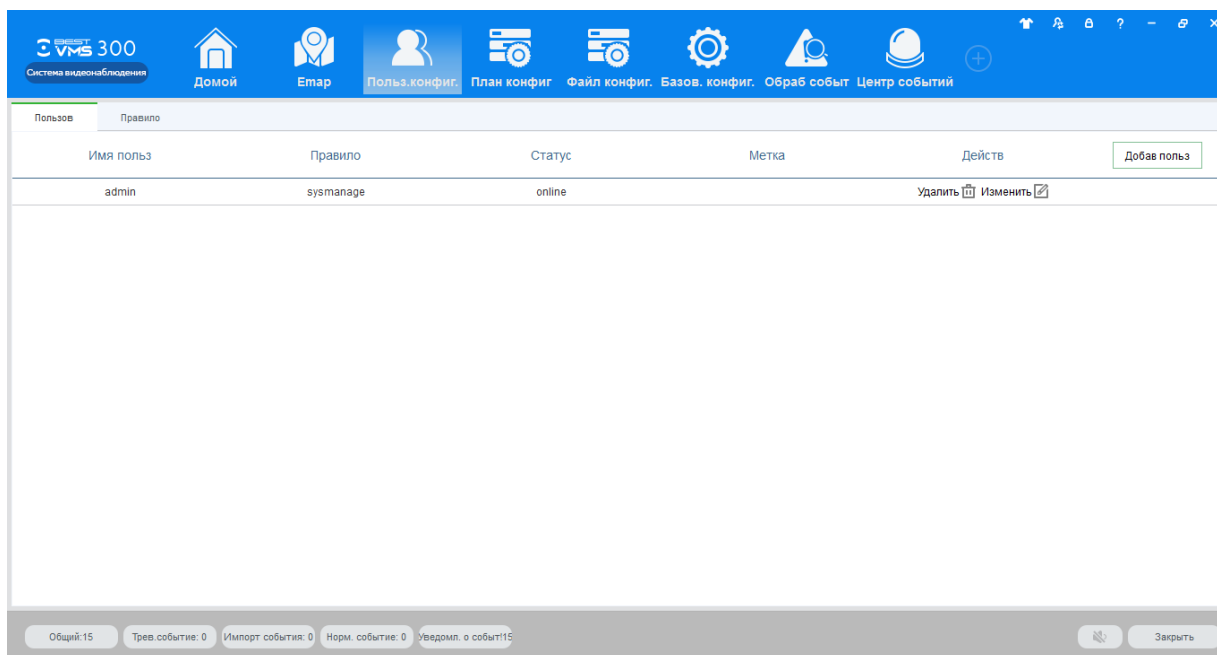 BEST
VMS 300
Система видеонаблюдения
Домой
Emap
Польз.конфиг.
План конфиг
Файл конфиг.
Базов. конфиг.
Обраб событ
Центр событий
?
Пользов
Правило
Имя польз
Правило
Статус
Метка
Действ
Добав польз
admin
sysmanage
online
Удалить
Изменить
Общий:15
Трев.событие: 0
Импорт события: 0
Норм. событие: 0
Уведомл. о событ!15
Закрыть